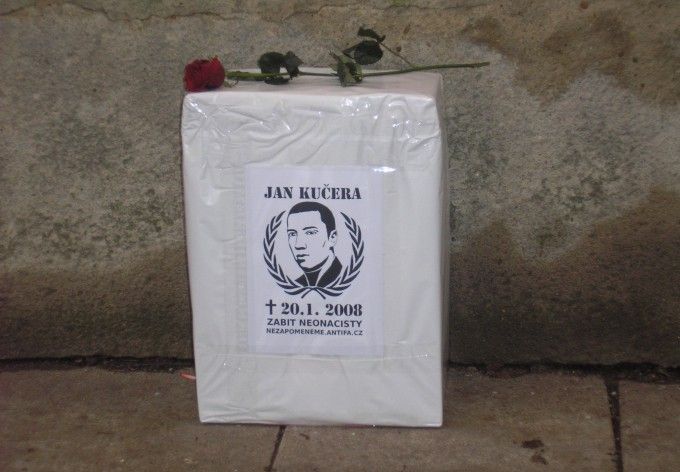 JAN KUČERA
✝ 20.1. 2008
ZABIT NEONACISTY
NEZAPOMENEME.ANTIFA.CZ